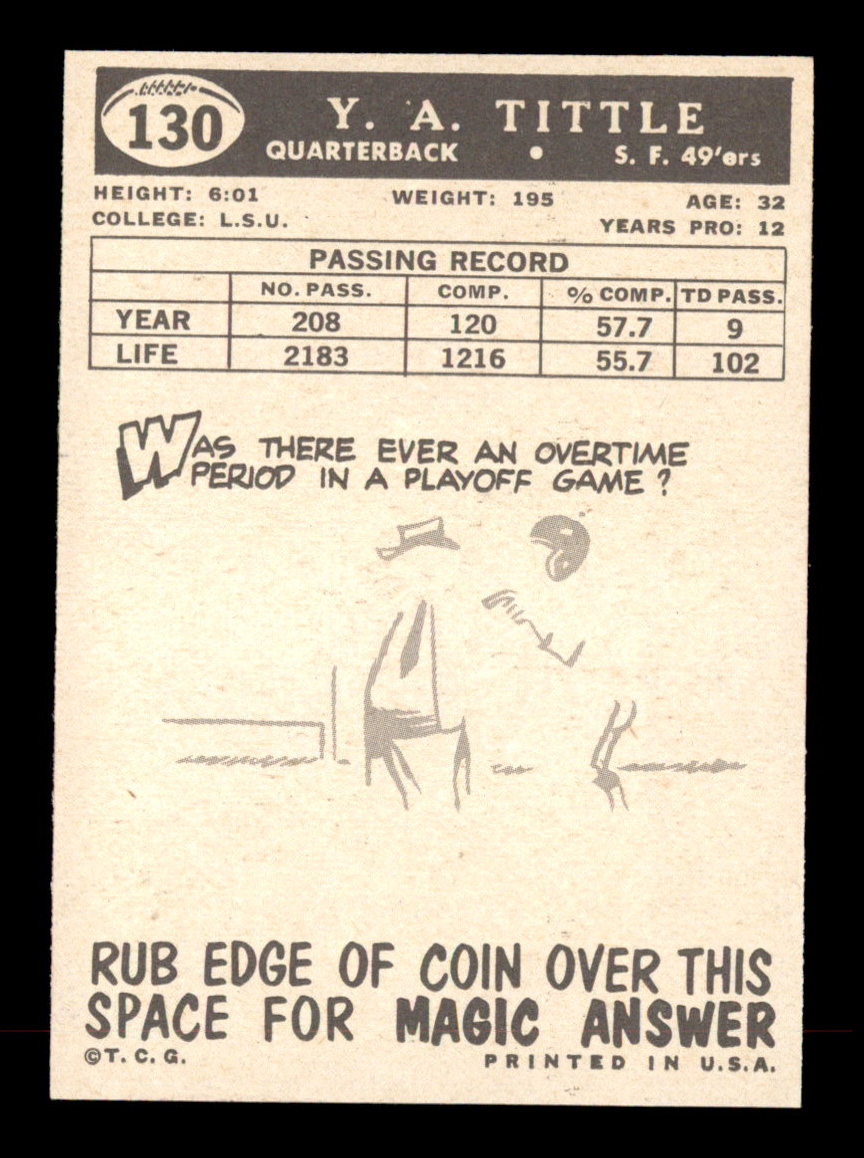 130
Y. A. TITTLE
QUARTERBACK • S. F. 49'ers
HEIGHT: 6:01 WEIGHT: 195 AGE: 32
COLLEGE: L.S.U. YEARS PRO: 12
PASSING RECORD
NO. PASS. COMP. % COMP. TD PASS.
YEAR 208 120 57.7 9
LIFE 2183 1216 55.7 102
WAS THERE EVER AN OVERTIME
PERIOD IN A PLAYOFF GAME?
RUB EDGE OF COIN OVER THIS
SPACE FOR MAGIC ANSWER
©T. C. G. PRINTED IN U.S.A.